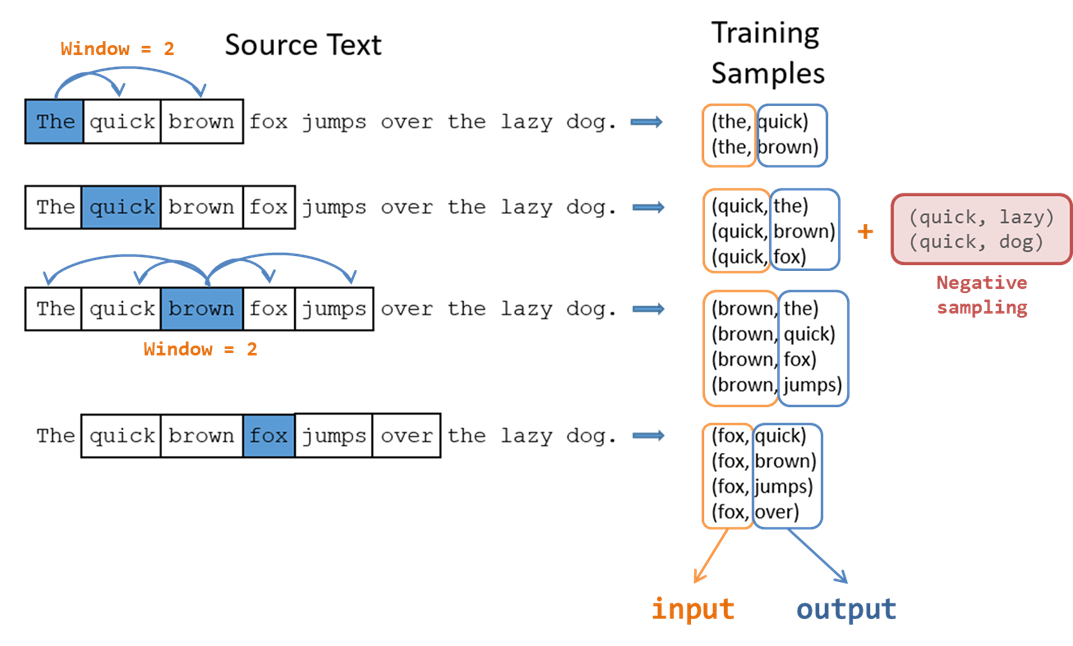 Window = 2
Source Text
Training
Samples
The quick brown fox jumps over the lazy dog.
(the, quick)
(the, brown)
The quick brown fox jumps over the lazy dog.
(quick, the)
(quick, brown)
(quick, fox)
+
(quick, lazy)
(quick, dog)
Negative
sampling
The quick brown fox jumps over the lazy dog.
Window = 2
(brown, the)
(brown, quick)
(brown, fox)
(brown, jumps)
The quick brown fox jumps over the lazy dog.
(fox, quick)
(fox, brown)
(fox, jumps)
(fox, over)
input
output